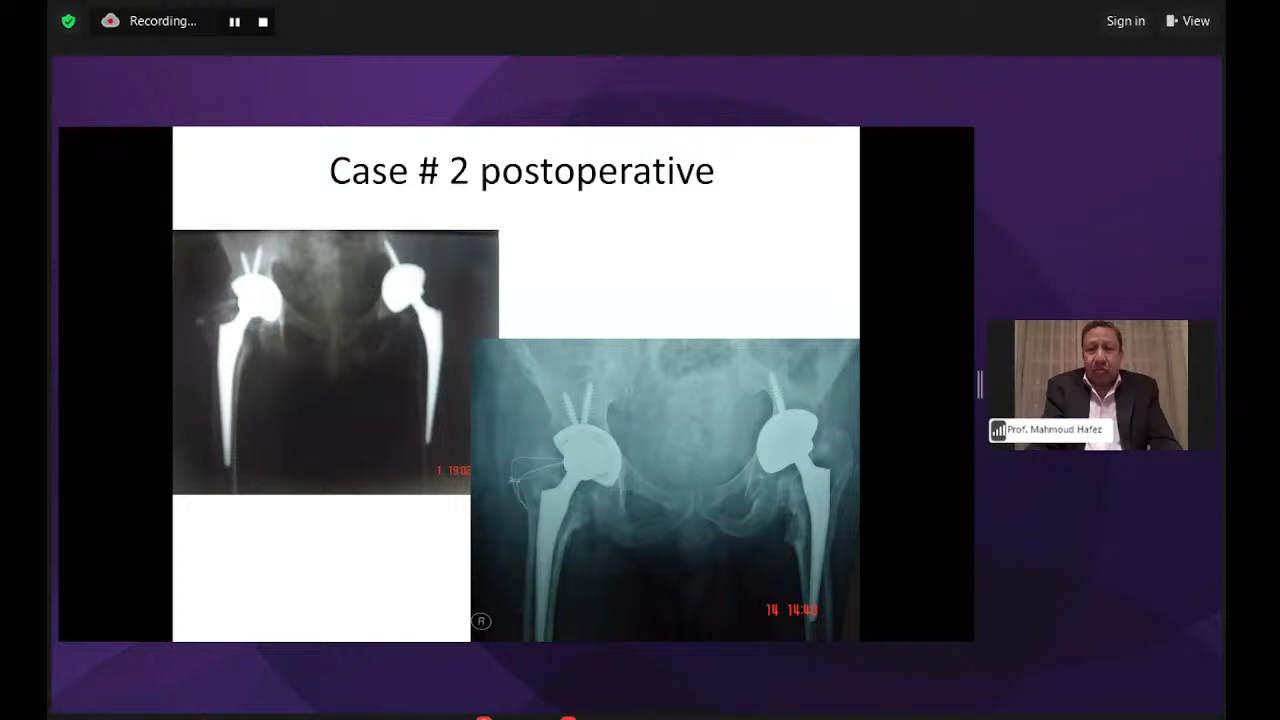 Recording...
Sign in
View
Case # 2 postoperative
1 19:02
Prof. Mahmoud Hafez
14 14:40
R